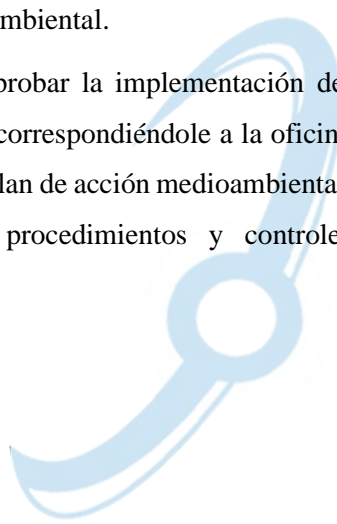 mbiental.
probar la implementación de
correspondiéndole a la oficin
lan de acción medioambienta
procedimientos y controle